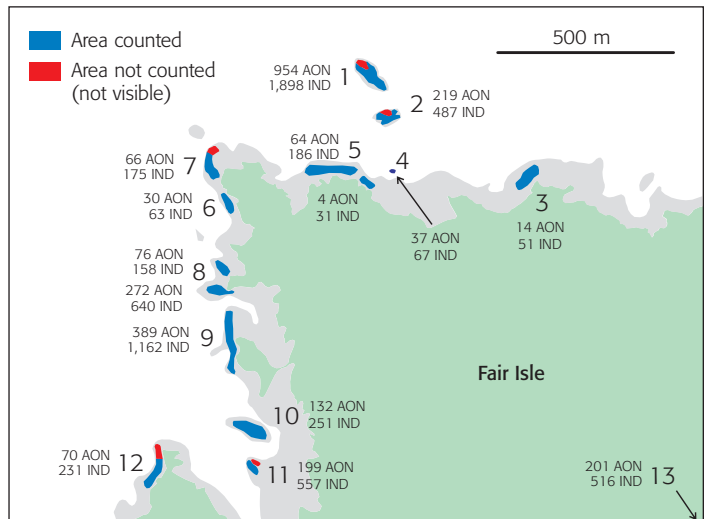 Area counted
Area not counted
(not visible)
500 m
954 AON
1,898 IND
1
2
219 AON
487 IND
64 AON
186 IND
5
4
66 AON
175 IND
7
30 AON
63 IND
6
4 AON
31 IND
37 AON
67 IND
3
14 AON
51 IND
76 AON
158 IND
8
272 AON
640 IND
389 AON
1,162 IND
9
Fair Isle
10
132 AON
251 IND
70 AON
231 IND
12
11
199 AON
557 IND
201 AON
516 IND
13